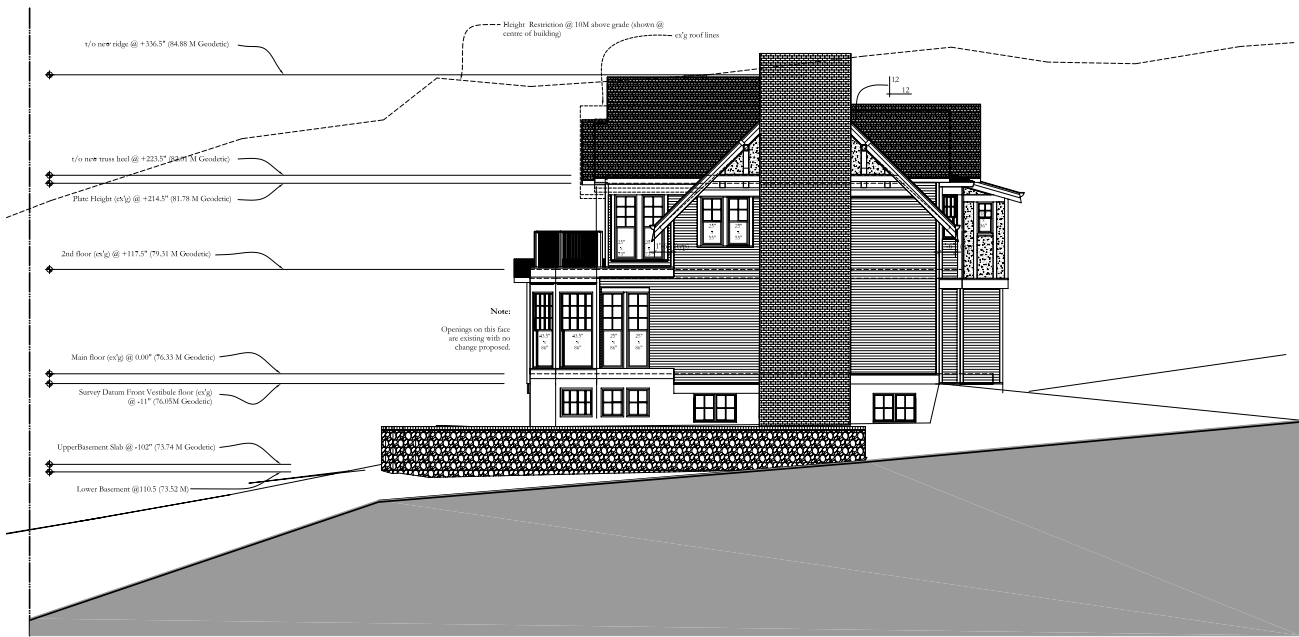 Height Restriction @ 10M above grade (shown @
centre of building)
ex'g roof lines
t/o new ridge @ +336.5" (84.88 M Geodetic)
12
12
t/o new truss heel @ +223.5" (82.01 M Geodetic)
Plate Height (ex'g) @ +214.5" (81.78 M Geodetic)
2nd floor (ex'g) @ +117.5" (79.31 M Geodetic)
Note:
Openings on this face
are existing with no
change proposed.
Main floor (ex'g) @ 0.00" (76.33 M Geodetic)
Survey Datum Front Vestibule floor (ex'g)
@ -11" (76.05M Geodetic)
UpperBasement Slab @ -102" (73.74 M Geodetic)
Lower Basement @110.5 (73.52 M)